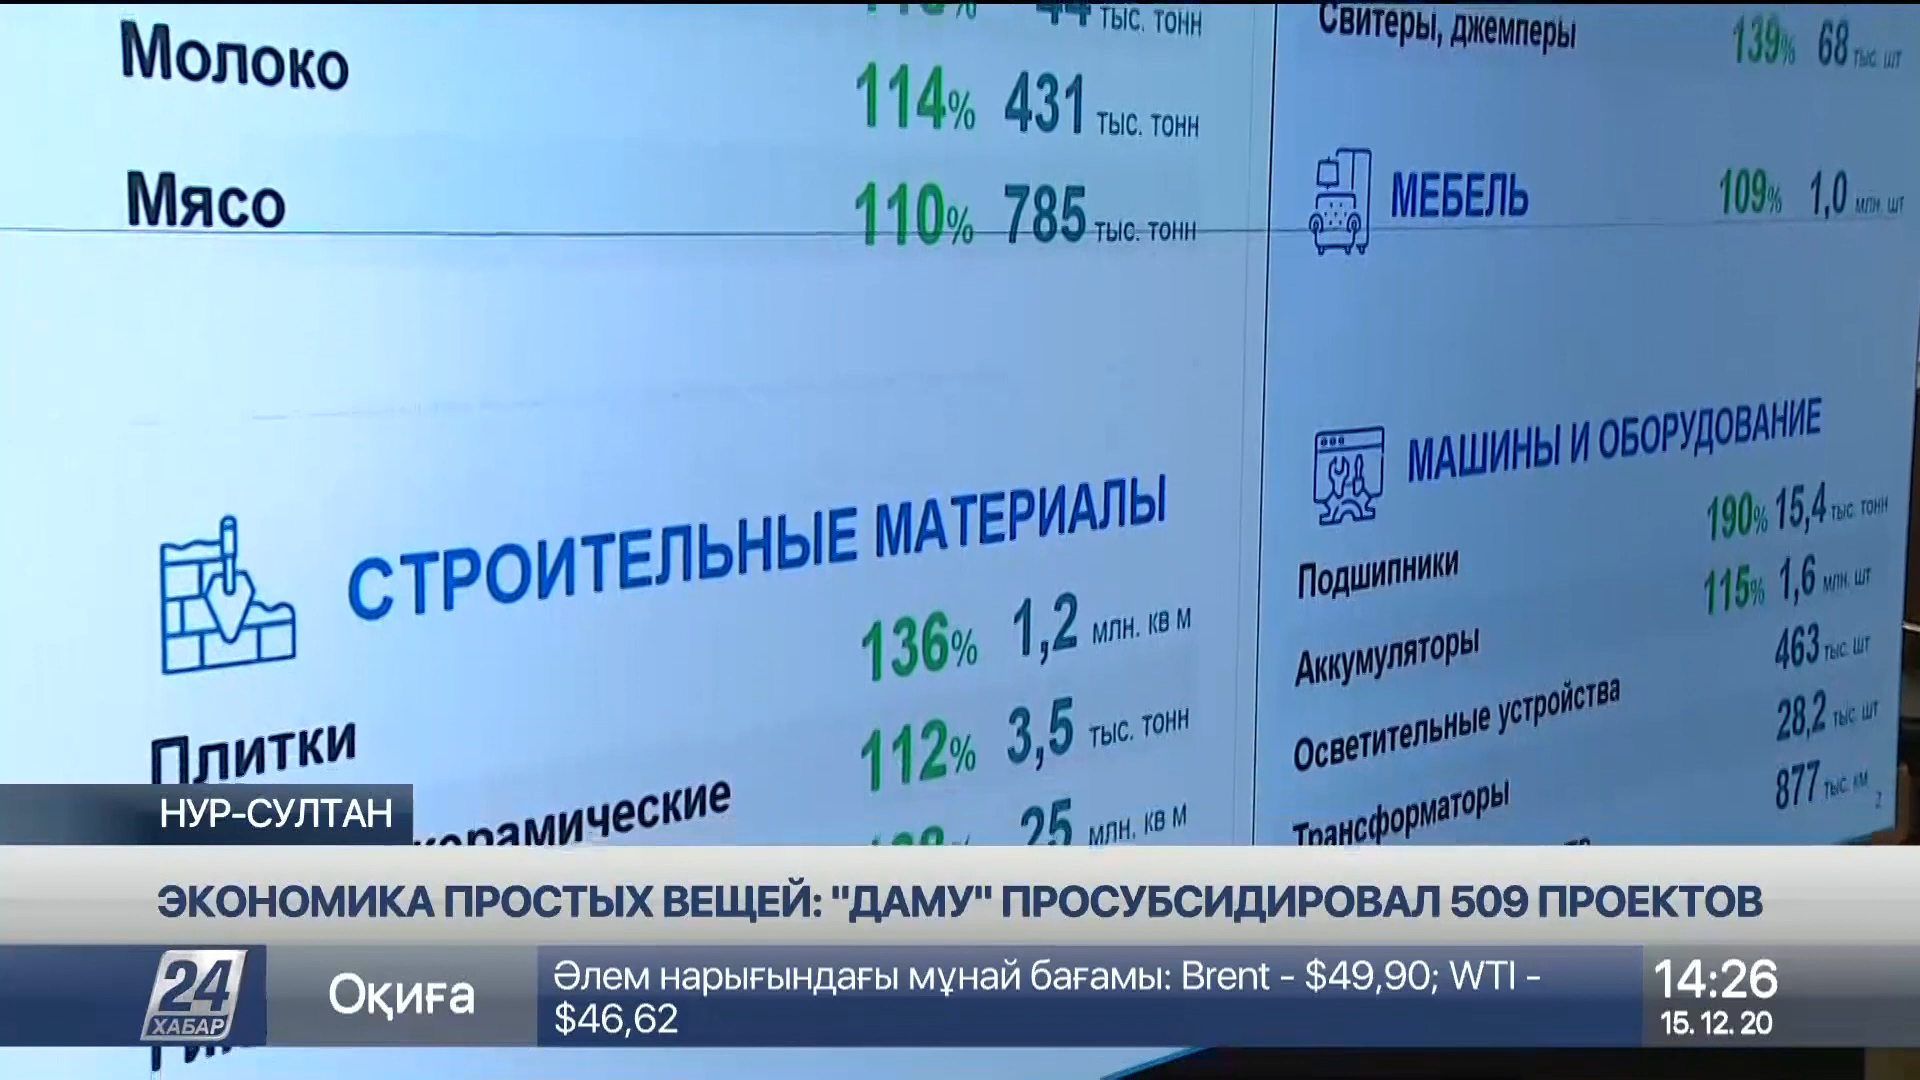 44 ТЫС. ТОНН
Молоко 114% 431 ТЫС. ТОНН
Мясо 110% 785 ТЫС. ТОНН
СТРОИТЕЛЬНЫЕ МАТЕРИАЛЫ
136% 1,2 МЛН. КВ М
Плитки 112% 3,5 ТЫС. ТОНН
25 МЛН. КВ М
Свитеры, джемперы 139% 68 ТЫС. ШТ
МЕБЕЛЬ 109% 1,0 МЛН. ШТ
МАШИНЫ И ОБОРУДОВАНИЕ
Подшипники 190% 15,4 ТЫС. ТОНН
Аккумуляторы 115% 1,6 МЛН. ШТ
Осветительные устройства 463 ТЫС. ШТ
Трансформаторы 28,2 ТЫС. ШТ
877 ТЫС. КМ
2
НУР-СУЛТАН
ЭКОНОМИКА ПРОСТЫХ ВЕЩЕЙ: "ДАМУ" ПРОСУБСИДИРОВАЛ 509 ПРОЕКТОВ
24
ХАБАР
Оқиға
Әлем нарығындағы мұнай бағамы: Brent - $49,90; WTI -
$46,62
14:26
15. 12. 20